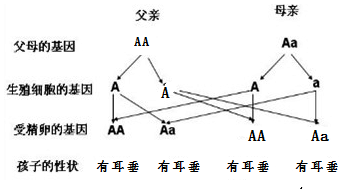 父亲 母亲
父母的基因 AA Aa
生殖细胞的基因 A A A a
受精卵的基因 AA Aa AA Aa
孩子的性状 有耳垂 有耳垂 有耳垂 有耳垂